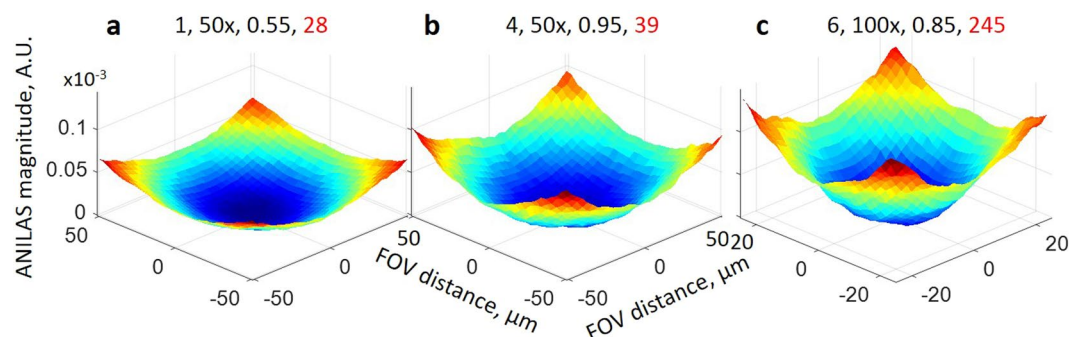 a 1, 50x, 0.55, 28
b 4, 50x, 0.95, 39
c 6, 100x, 0.85, 245
ANILAS magnitude, A.U.
x10-3
0.1
0.05
0
50
0
-50
-50
0
50
FOV distance, µm
0
-50
-50
0
50
FOV distance, µm
20
0
-20
-20
0
20